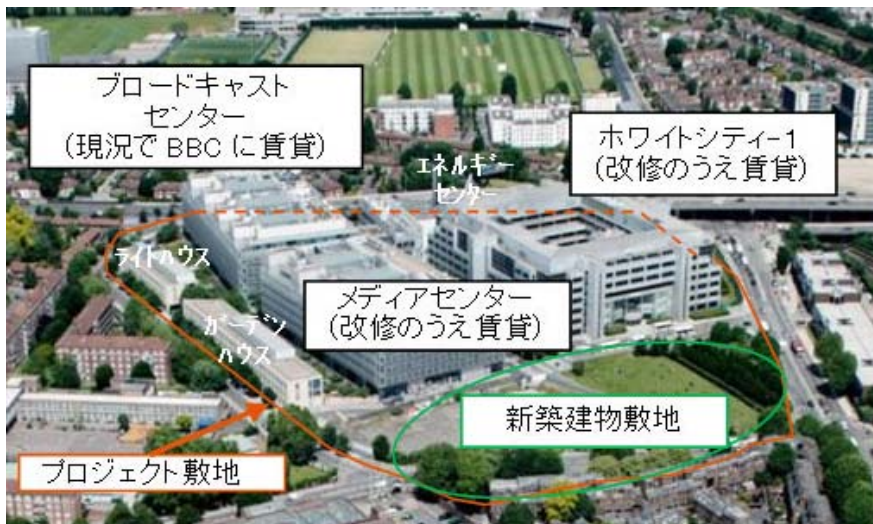 ブロードキャスト
センター
(現況で BBC に賃貸)
ホワイトシティ-1
(改修のうえ賃貸)
エネルギー
センター
ライトハウス
メディアセンター
(改修のうえ賃貸)
ガーデン
ハウス
新築建物敷地
プロジェクト敷地